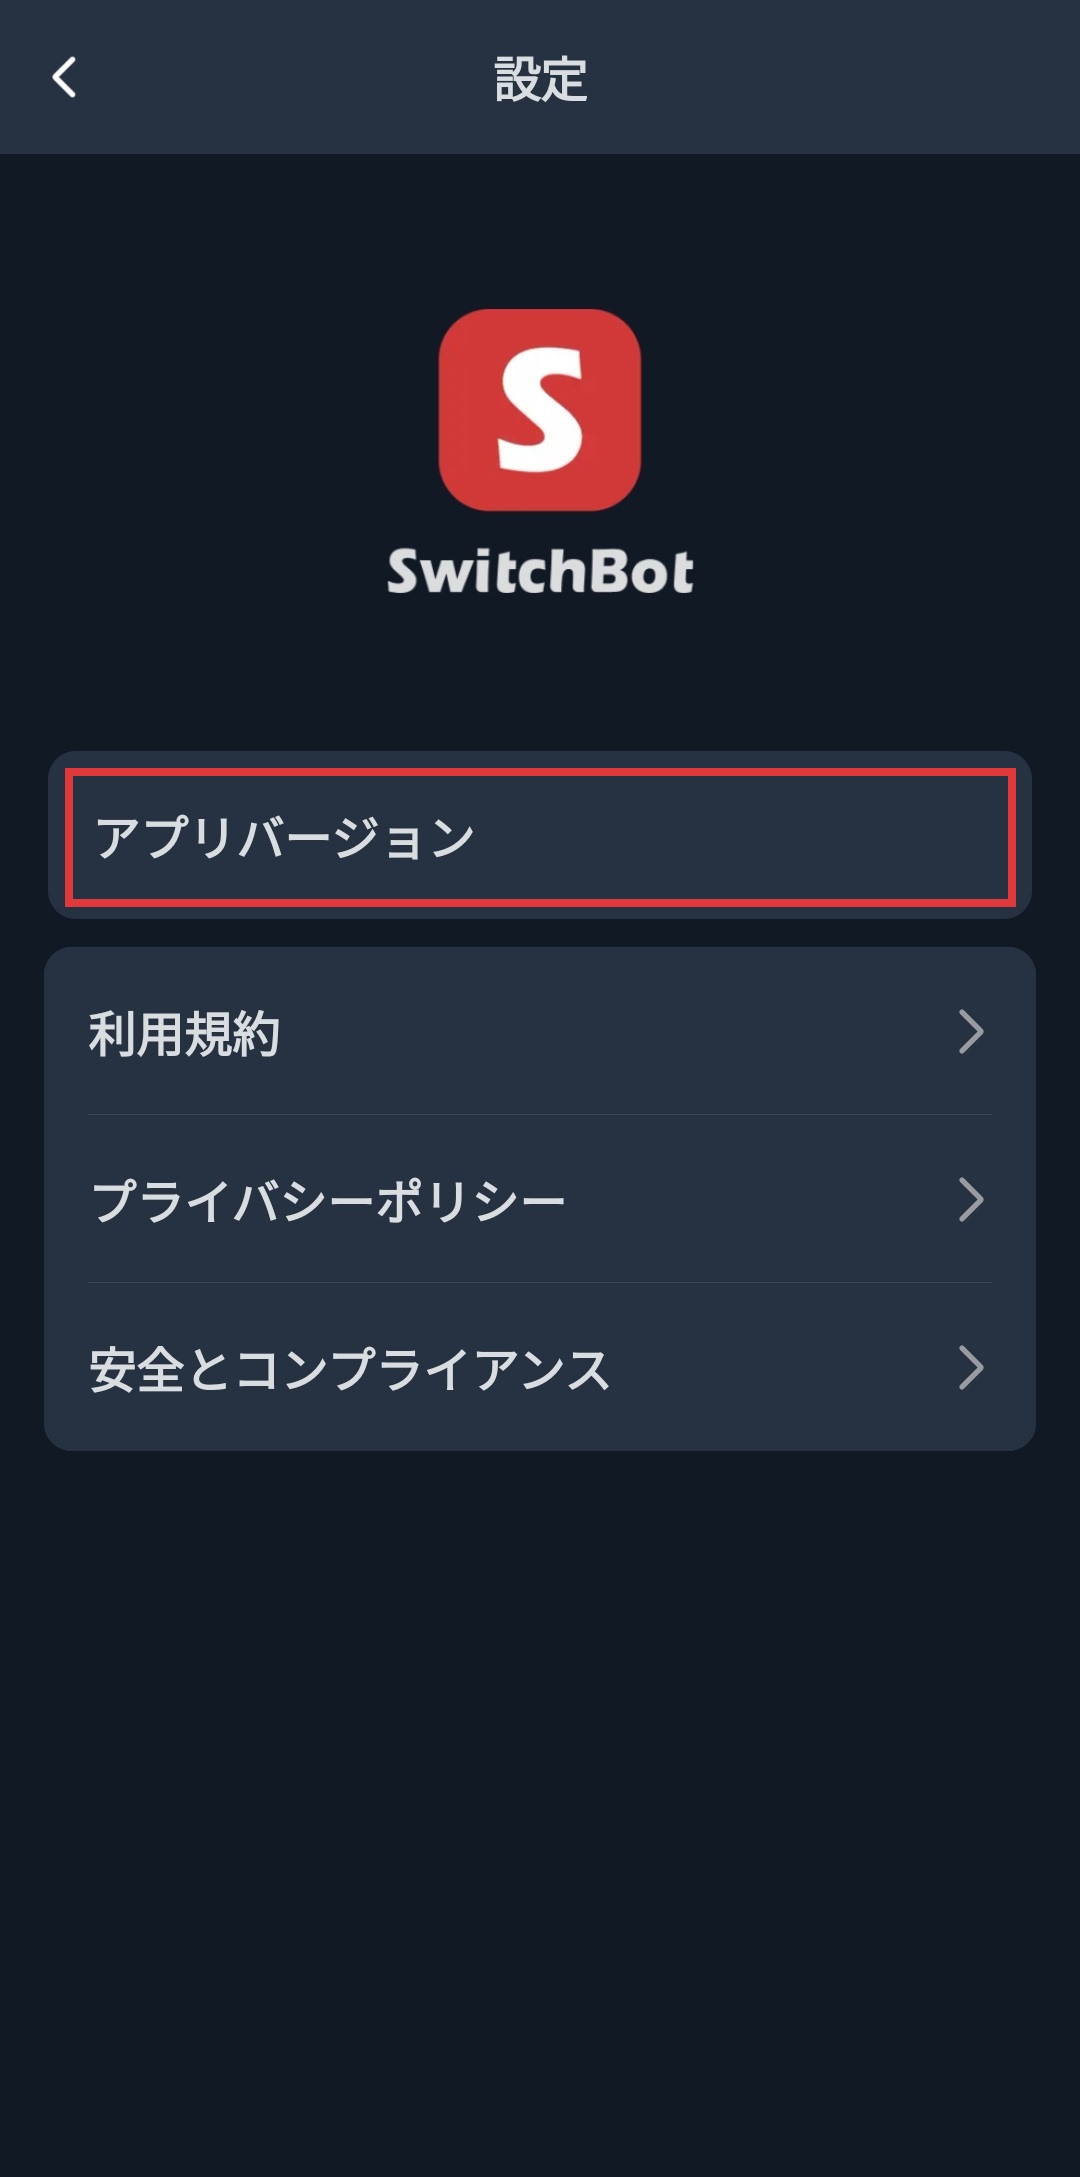 設定
S
SwitchBot
アプリバージョン
利用規約
プライバシーポリシー
安全とコンプライアンス